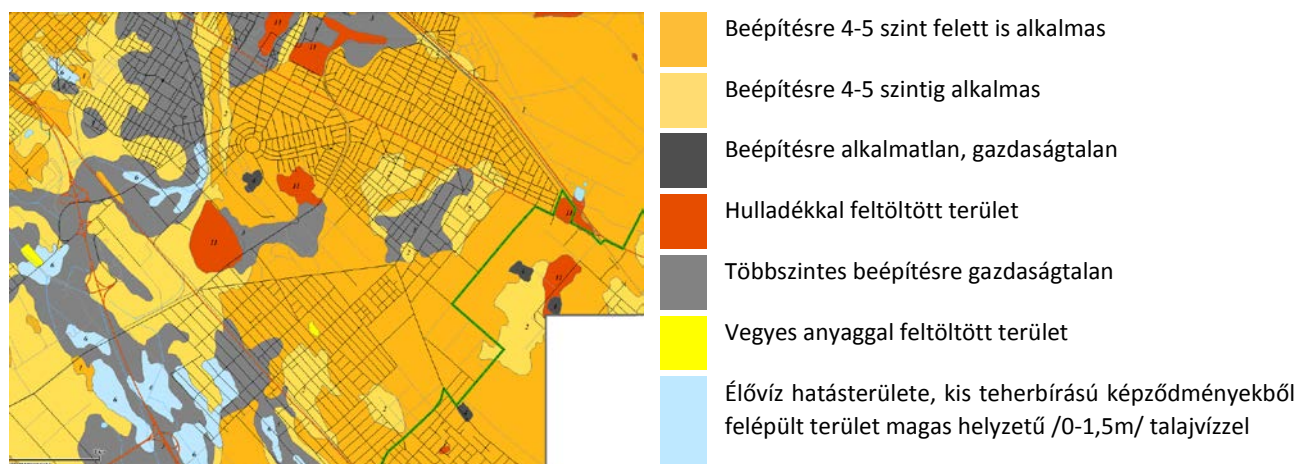 Beépítésre 4-5 szint felett is alkalmas
Beépítésre 4-5 szintig alkalmas
Beépítésre alkalmatlan, gazdaságtalan
Hulladékkal feltöltött terület
Többszintes beépítésre gazdaságtalan
Vegyes anyaggal feltöltött terület
Élővíz hatásterülete, kis teherbírású képződményekből
felépült terület magas helyzetű /0-1,5m/ talajvízzel